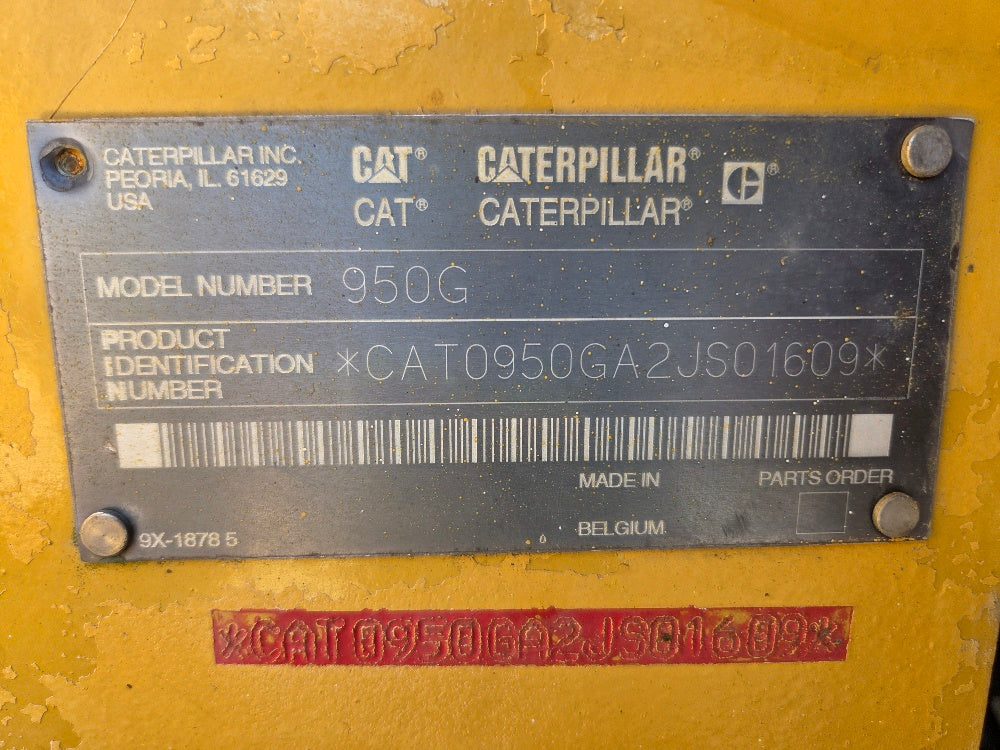 CATERPILLAR INC.
PEORIA, IL. 61629
USA
CAT® CATERPILLAR® ®
CAT® CATERPILLAR®
MODEL NUMBER 950G
PRODUCT
IDENTIFICATION
NUMBER
*CAT0950GA2JS01609*
MADE IN
BELGIUM
PARTS ORDER
9X-1878 5
*CAT0950GA2JS01609*